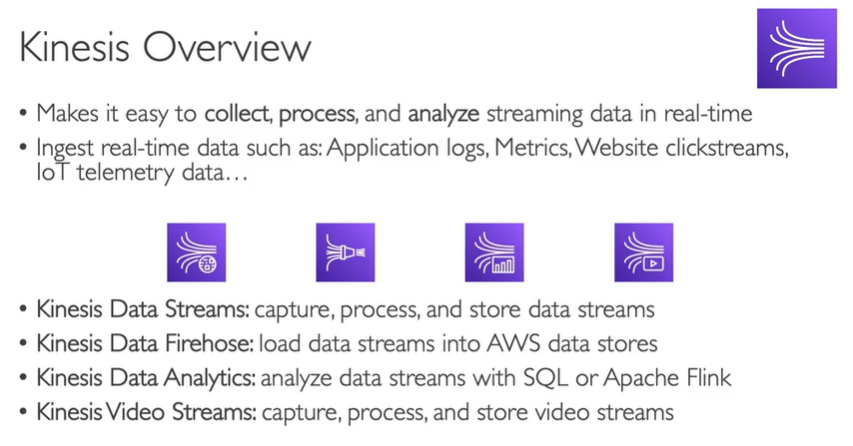 Kinesis Overview
• Makes it easy to collect, process, and analyze streaming data in real-time
• Ingest real-time data such as: Application logs, Metrics, Website clickstreams,
IoT telemetry data…
• Kinesis Data Streams: capture, process, and store data streams
• Kinesis Data Firehose: load data streams into AWS data stores
• Kinesis Data Analytics: analyze data streams with SQL or Apache Flink
• Kinesis Video Streams: capture, process, and store video streams